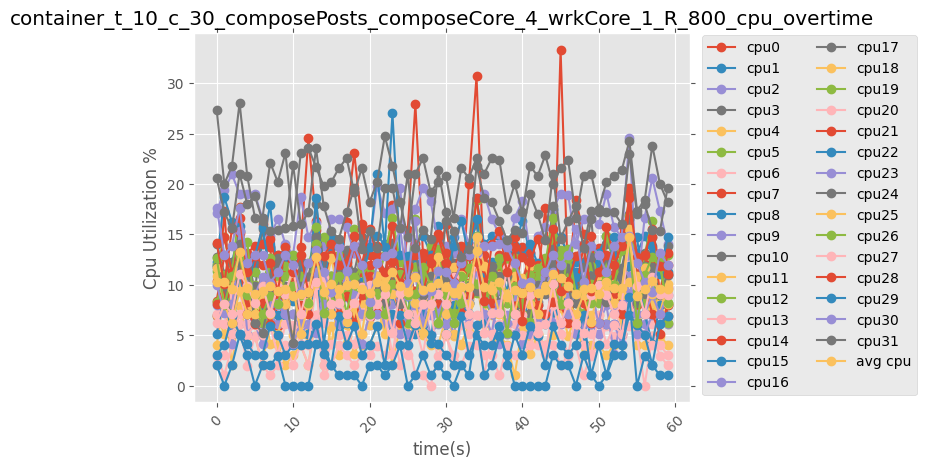 container_t_10_c_30_composePosts_composeCore_4_wrkCore_1_R_800_cpu_overtime
Cpu Utilization %
30
25
20
15
10
5
0
0
10
20
30
40
50
60
time(s)
cpu0
cpu1
cpu2
cpu3
cpu4
cpu5
cpu6
cpu7
cpu8
cpu9
cpu10
cpu11
cpu12
cpu13
cpu14
cpu15
cpu16
cpu17
cpu18
cpu19
cpu20
cpu21
cpu22
cpu23
cpu24
cpu25
cpu26
cpu27
cpu28
cpu29
cpu30
cpu31
avg cpu